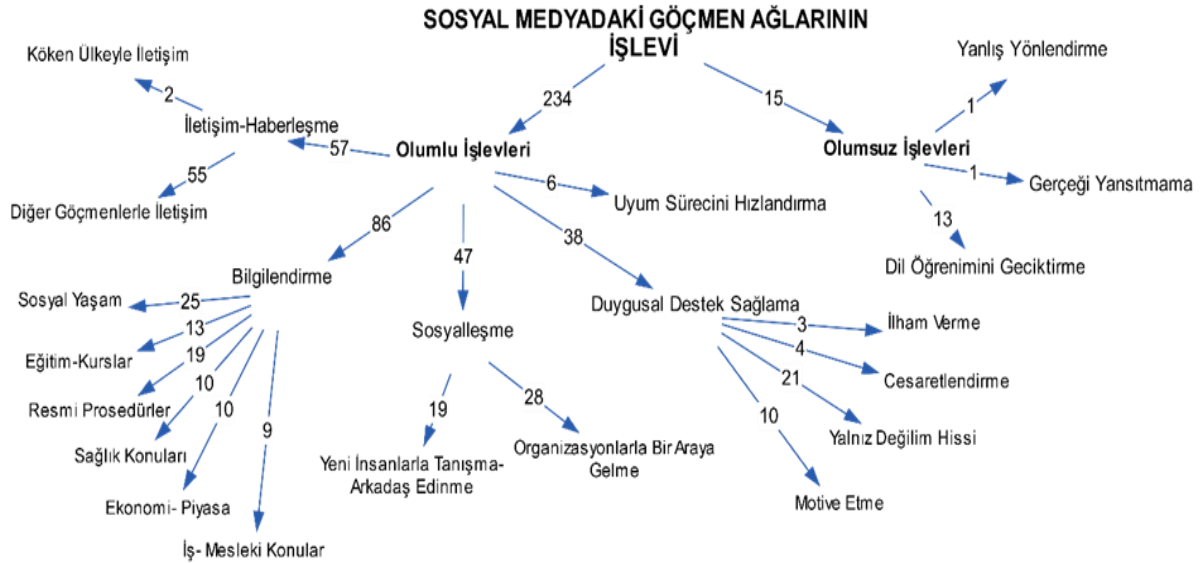 SOSYAL MEDYADAKİ GÖÇMEN AĞLARININ
İŞLEVİ
Köken Ülkeyle İletişim
Yanlış Yönlendirme
2
234
15
1
İletişim-Haberleşme
57
Olumlu İşlevleri
Olumsuz İşlevleri
55
6
1
Gerçeği Yansıtmama
Diğer Göçmenlerle İletişim
Uyum Sürecini Hızlandırma
86
47
38
13
Bilgilendirme
Dil Öğrenimini Geciktirme
Sosyal Yaşam
25
Duygusal Destek Sağlama
13
Sosyalleşme
3
İlham Verme
Eğitim-Kurslar
19
4
Resmi Prosedürler
10
21
Cesaretlendirme
10
9
19
28
10
Yalnız Değilim Hissi
Sağlık Konuları
Yeni İnsanlarla Tanışma-
Arkadaş Edinme
Organizasyonlarla Bir Araya
Gelme
Ekonomi- Piyasa
Motive Etme
İş- Mesleki Konular